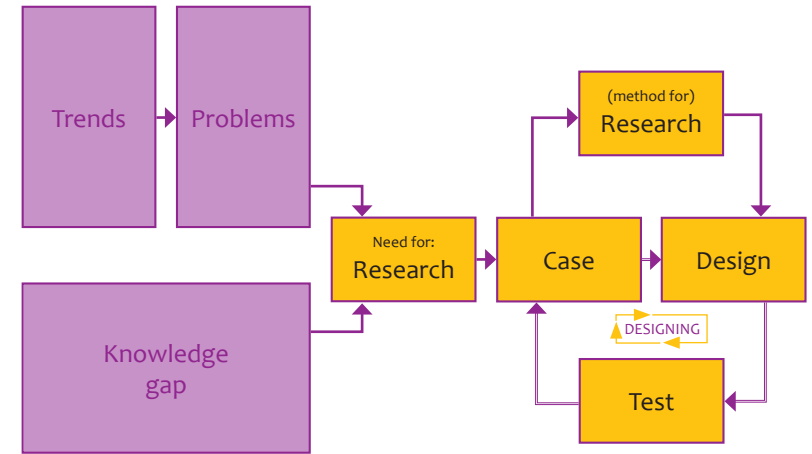 Trends
Problems
(method for)
Research
Need for:
Research
Case
Design
DESIGNING
Knowledge
gap
Test